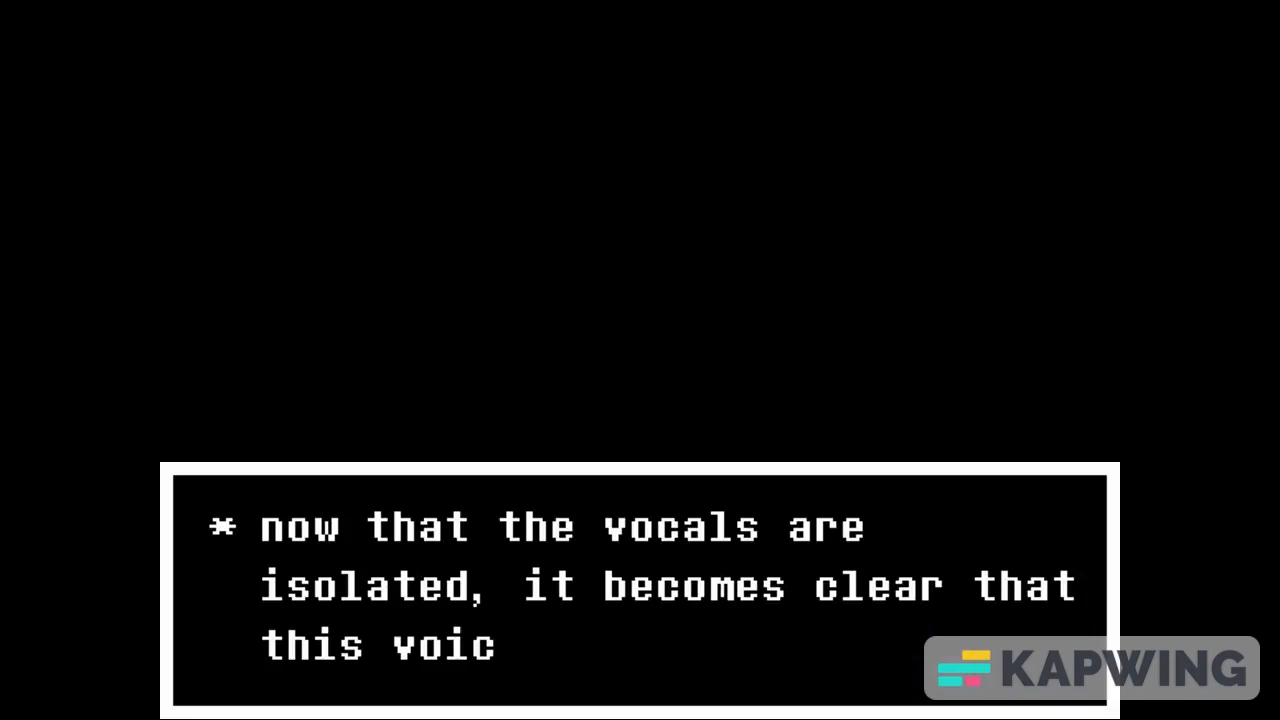 * now that the vocals are
isolated, it becomes clear that
this voic
KAPWING